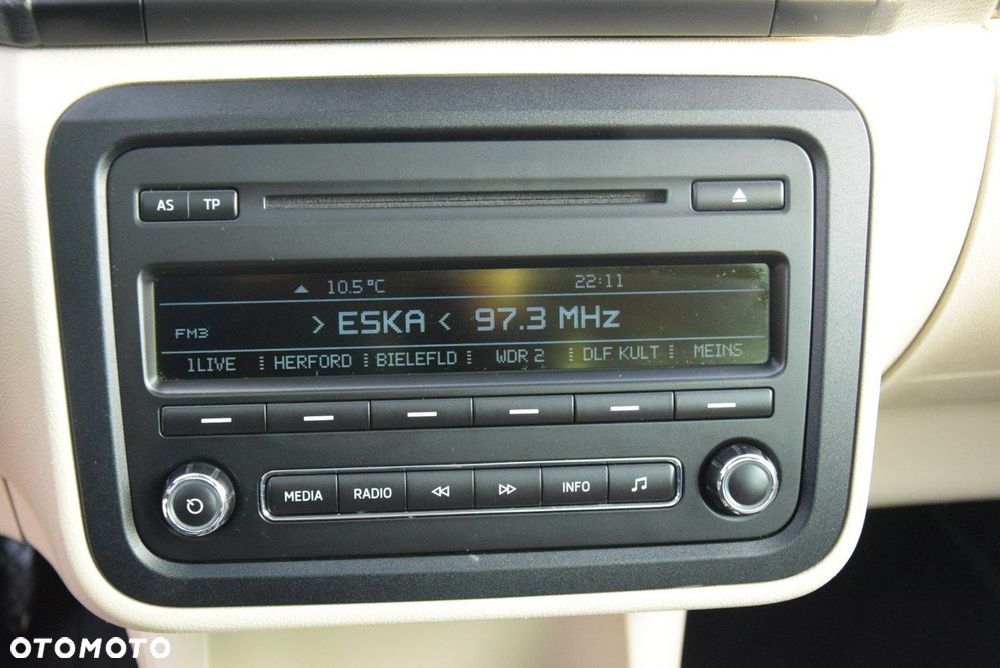 AS TP
10.5°C 22:11
FM3 > ESKA < 97.3 MHz
1LIVE HERFORD BIELEFLD WDR 2 DLF KULT MEINS
MEDIA RADIO INFO
OTOMOTO